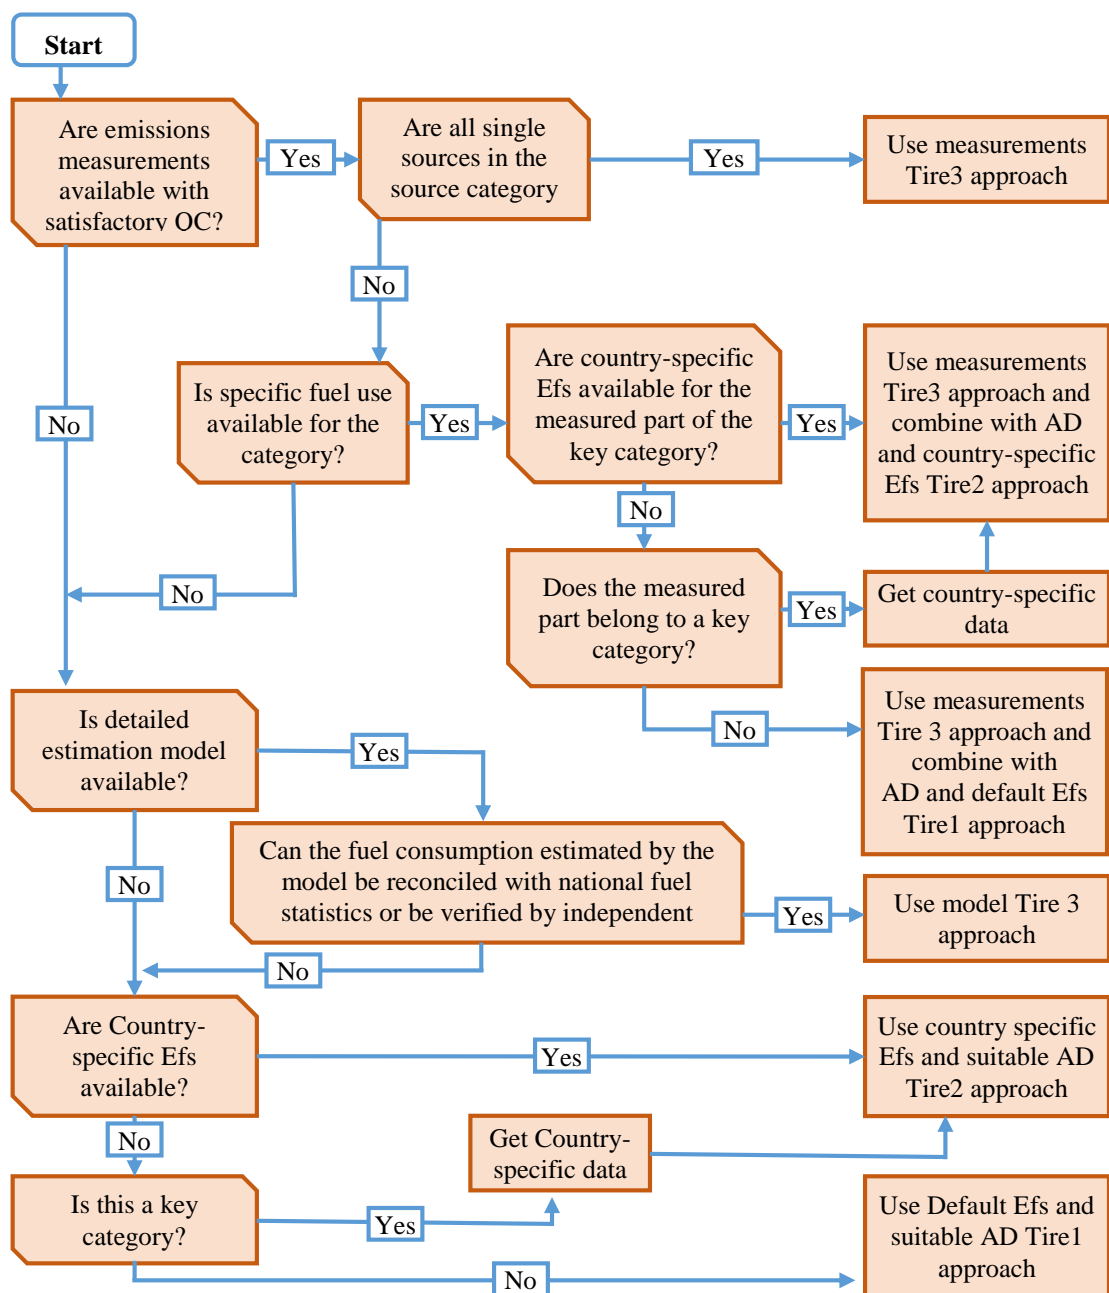 Start
Are emissions
measurements
available with
satisfactory QC?
Yes
Are all single
sources in the
source category
Yes
Use measurements
Tire3 approach
No
No
Is specific fuel use
available for the
category?
Yes
Are country-specific
Efs available for the
measured part of the
key category?
Yes
Use measurements
Tire3 approach and
combine with AD
and country-specific
Efs Tire2 approach
No
No
Does the measured
part belong to a key
category?
Yes
Get country-specific
data
No
Use measurements
Tire 3 approach and
combine with
AD and default Efs
Tire1 approach
Is detailed
estimation model
available?
Yes
No
Can the fuel consumption estimated by the
model be reconciled with national fuel
statistics or be verified by independent
Yes
Use model Tire 3
approach
No
Are Country-
specific Efs
available?
Yes
Use country specific
Efs and suitable AD
Tire2 approach
No
Get Country-
specific data
Is this a key
category?
Yes
No
Use Default Efs and
suitable AD Tire1
approach